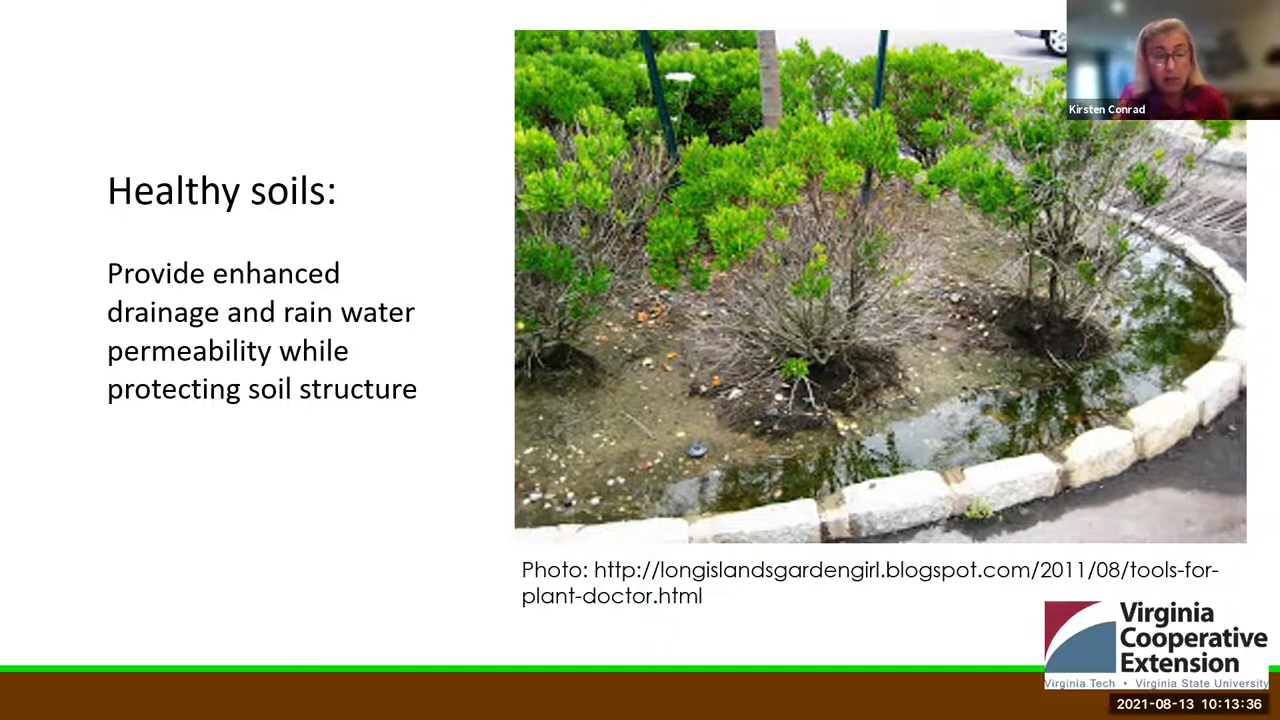 Kirsten Conrad
Healthy soils:
Provide enhanced
drainage and rain water
permeability while
protecting soil structure
Photo: http://longislandsgardengirl.blogspot.com/2011/08/tools-for-
plant-doctor.html
Virginia
Cooperative
Extension
Virginia Tech • Virginia State University
2021-08-13 10:13:36